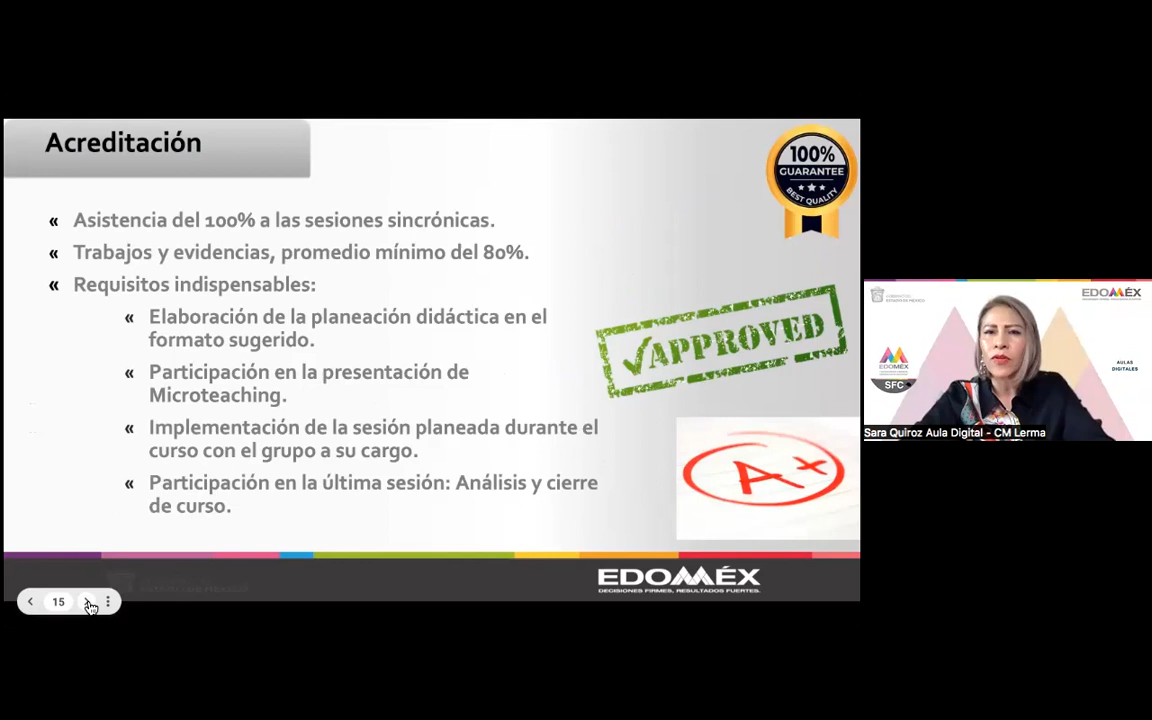 Acreditación
100%
GUARANTEE
BEST QUALITY
« Asistencia del 100% a las sesiones sincrónicas.
« Trabajos y evidencias, promedio mínimo del 80%.
« Requisitos indispensables:
« Elaboración de la planeación didáctica en el
formato sugerido.
« Participación en la presentación de
Microteaching.
« Implementación de la sesión planeada durante el
curso con el grupo a su cargo.
« Participación en la última sesión: Análisis y cierre
de curso.
APPROVED
A+
EDOMÉX
DECISIONES FIRMES, RESULTADOS FUERTES.
15
EDOMÉX
EDOMEX
SFC
AULAS
DIGITALES
Sara Quiroz Aula Digital - CM Lerma